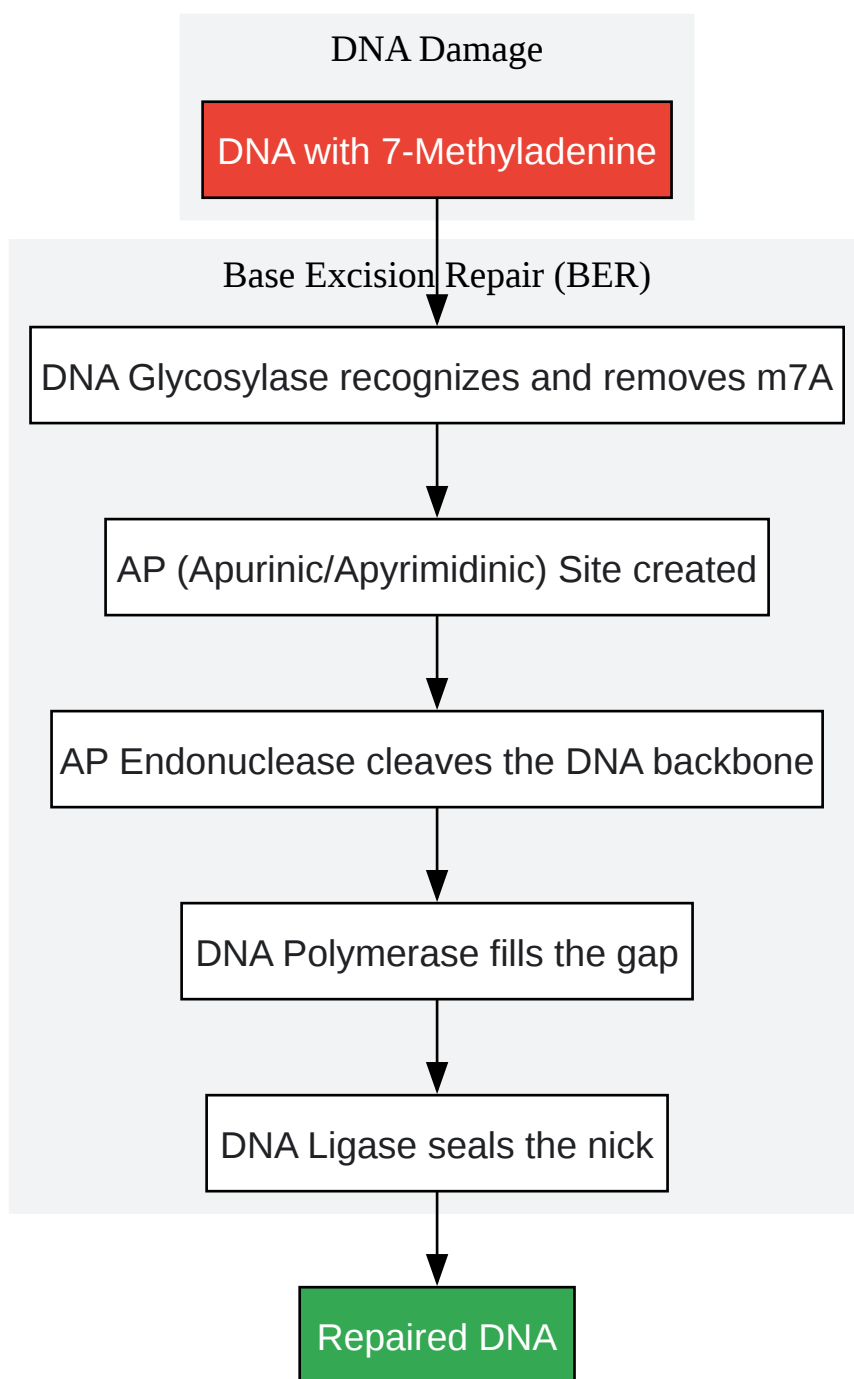 DNA Damage
DNA with 7-Methyladenine
Base Excision Repair (BER)
DNA Glycosylase recognizes and removes m7A
AP (Apurinic/Apyrimidinic) Site created
AP Endonuclease cleaves the DNA backbone
DNA Polymerase fills the gap
DNA Ligase seals the nick
Repaired DNA